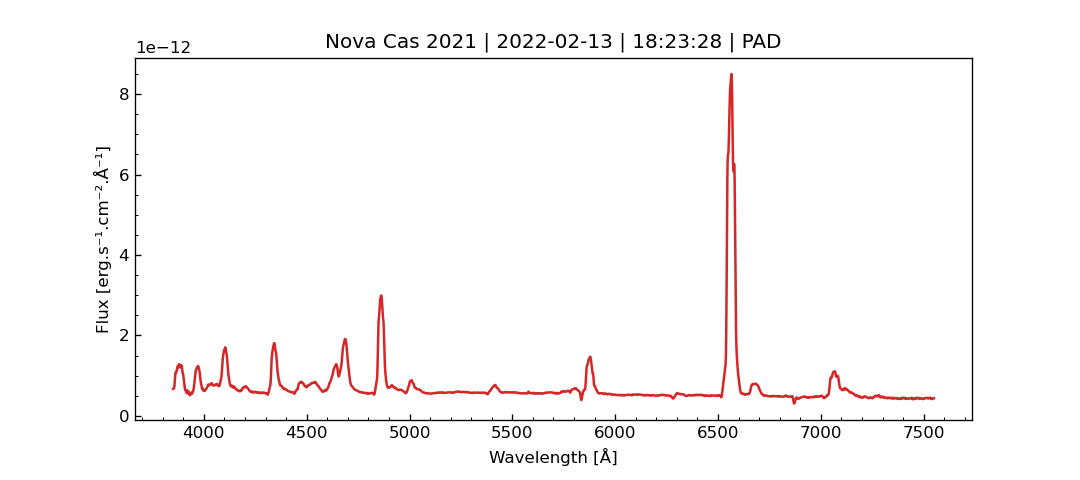 Nova Cas 2021 | 2022-02-13 | 18:23:28 | PAD
1e−12
Flux [erg.s⁻¹.cm⁻².Å⁻¹]
8
6
4
2
0
4000 4500 5000 5500 6000 6500 7000 7500
Wavelength [Å]